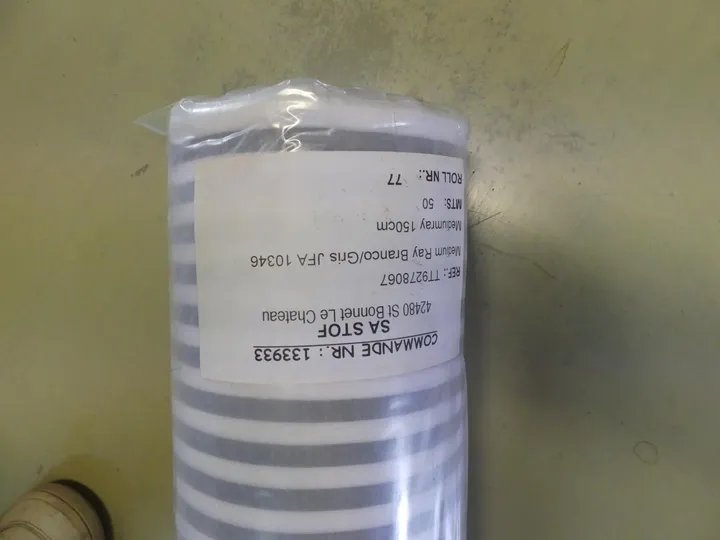 COMMANDE NR.: 133933
SA STOF
42480 St Bonnet Le Chateau
REF.: TT9278067
Medium Ray Branco/Gris JFA 10346
Mediumray 150cm
MTS: 50
ROLL NR.: 77